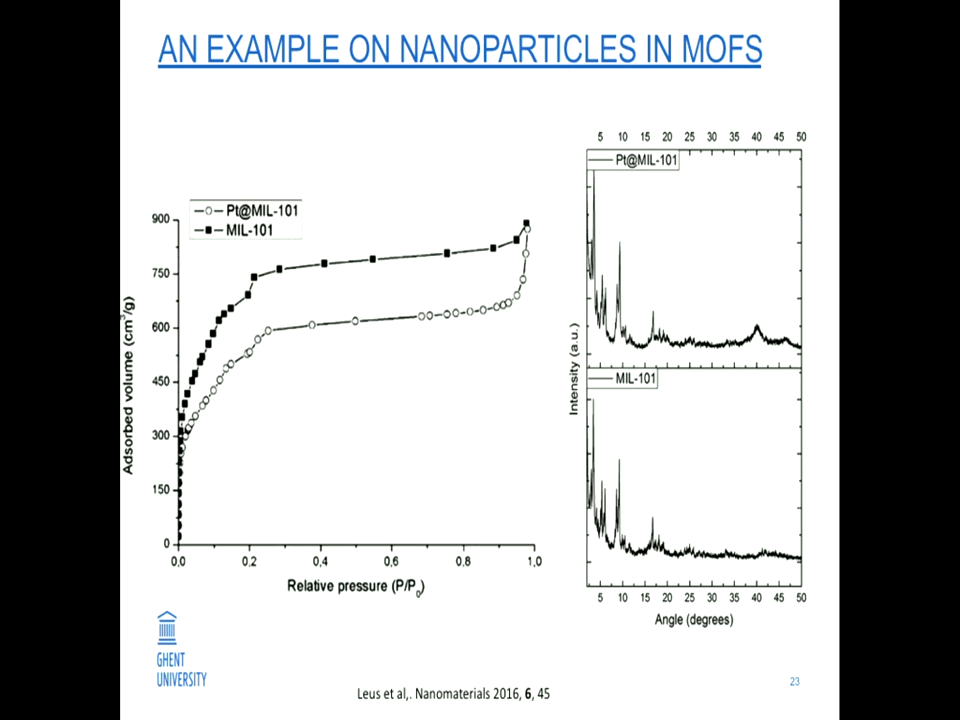 AN EXAMPLE ON NANOPARTICLES IN MOFS
Pt@MIL-101
MIL-101
900
750
600
450
300
150
0
Adsorbed volume (cm³/g)
0,0 0,2 0,4 0,6 0,8 1,0
Relative pressure (P/P₀)
5 10 15 20 25 30 35 40 45 50
Pt@MIL-101
MIL-101
Intensity (a.u.)
5 10 15 20 25 30 35 40 45 50
Angle (degrees)
GHENT
UNIVERSITY
Leus et al,. Nanomaterials 2016, 6, 45
23